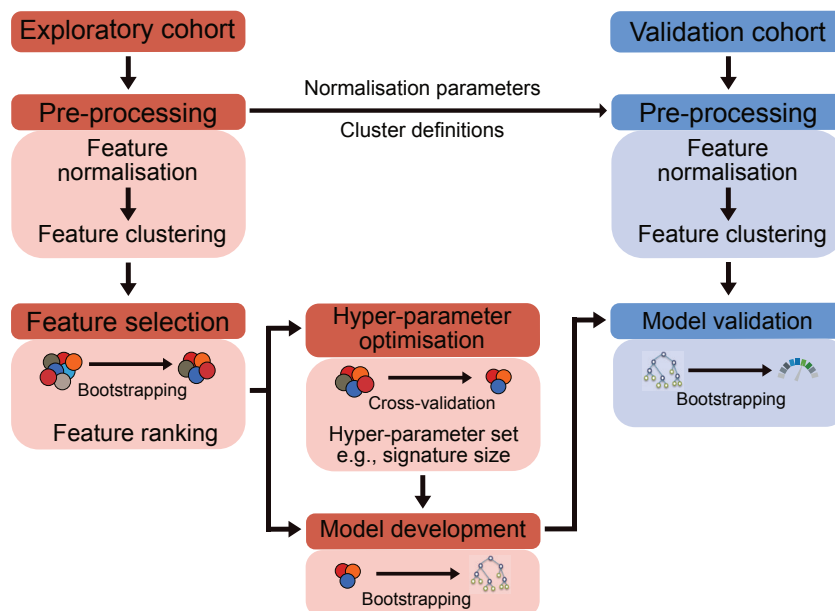 Exploratory cohort
Validation cohort
Normalisation parameters
Pre-processing
Pre-processing
Cluster definitions
Feature
normalisation
Feature clustering
Feature
normalisation
Feature clustering
Feature selection
Bootstrapping
Feature ranking
Hyper-parameter
optimisation
Cross-validation
Hyper-parameter set
e.g., signature size
Model development
Bootstrapping
Model validation
Bootstrapping